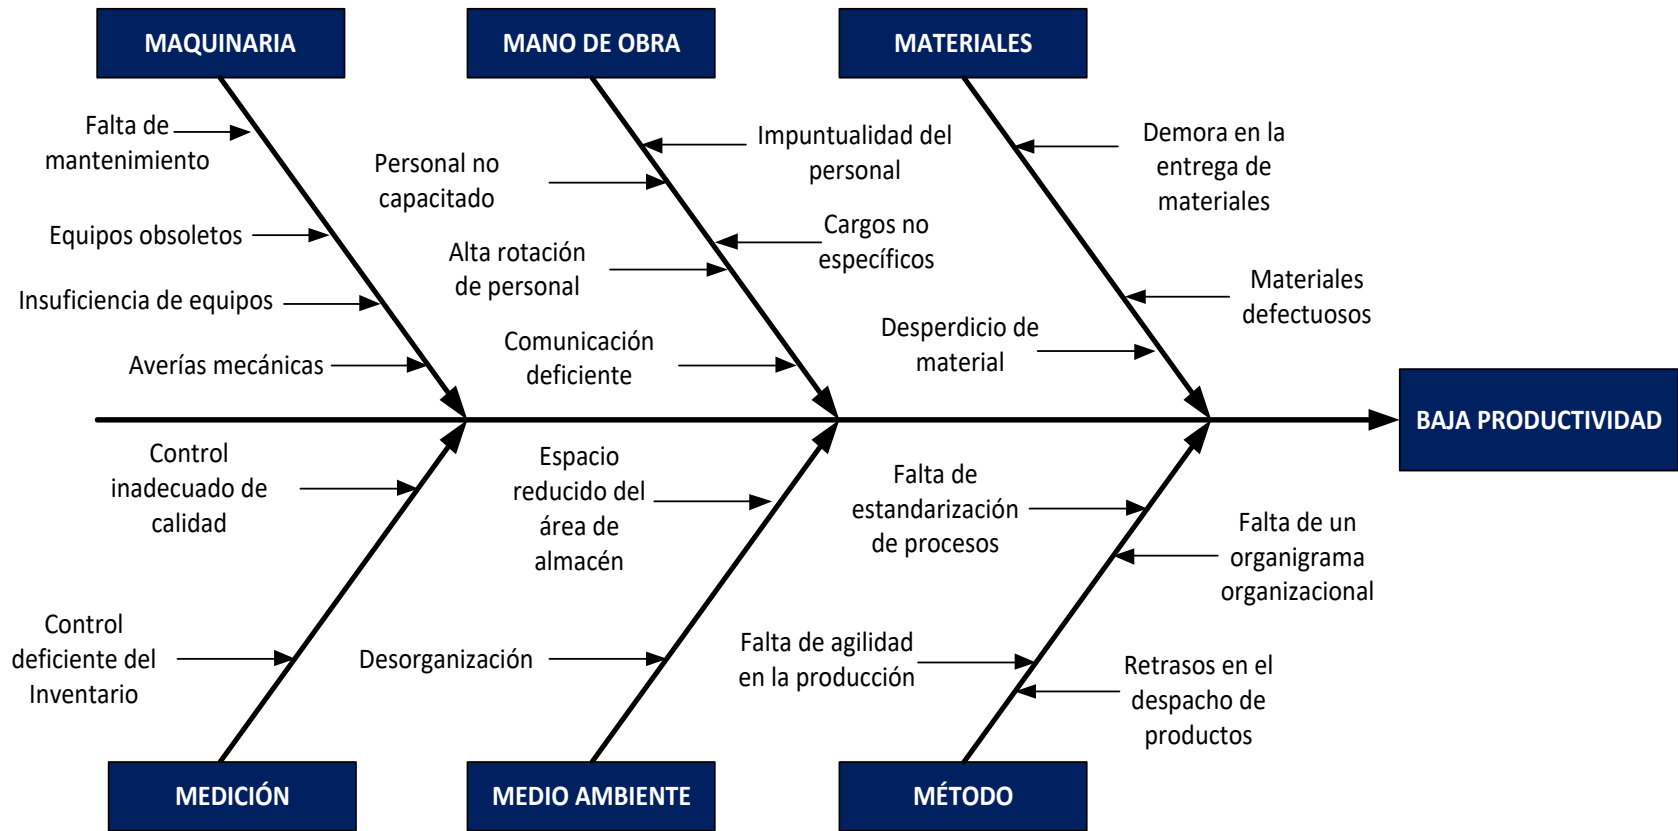 MAQUINARIA
MANO DE OBRA
MATERIALES
Falta de
mantenimiento
Equipos obsoletos
Insuficiencia de equipos
Averías mecánicas
Personal no
capacitado
Alta rotación
de personal
Comunicación
deficiente
Impuntualidad del
personal
Cargos no
específicos
Demora en la
entrega de
materiales
Materiales
defectuosos
Desperdicio de
material
BAJA PRODUCTIVIDAD
Control
inadecuado de
calidad
Control
deficiente del
Inventario
Espacio
reducido del
área de
almacén
Desorganización
Falta de
estandarización
de procesos
Falta de agilidad
en la producción
Falta de un
organigrama
organizacional
Retrasos en el
despacho de
productos
MEDICIÓN
MEDIO AMBIENTE
MÉTODO